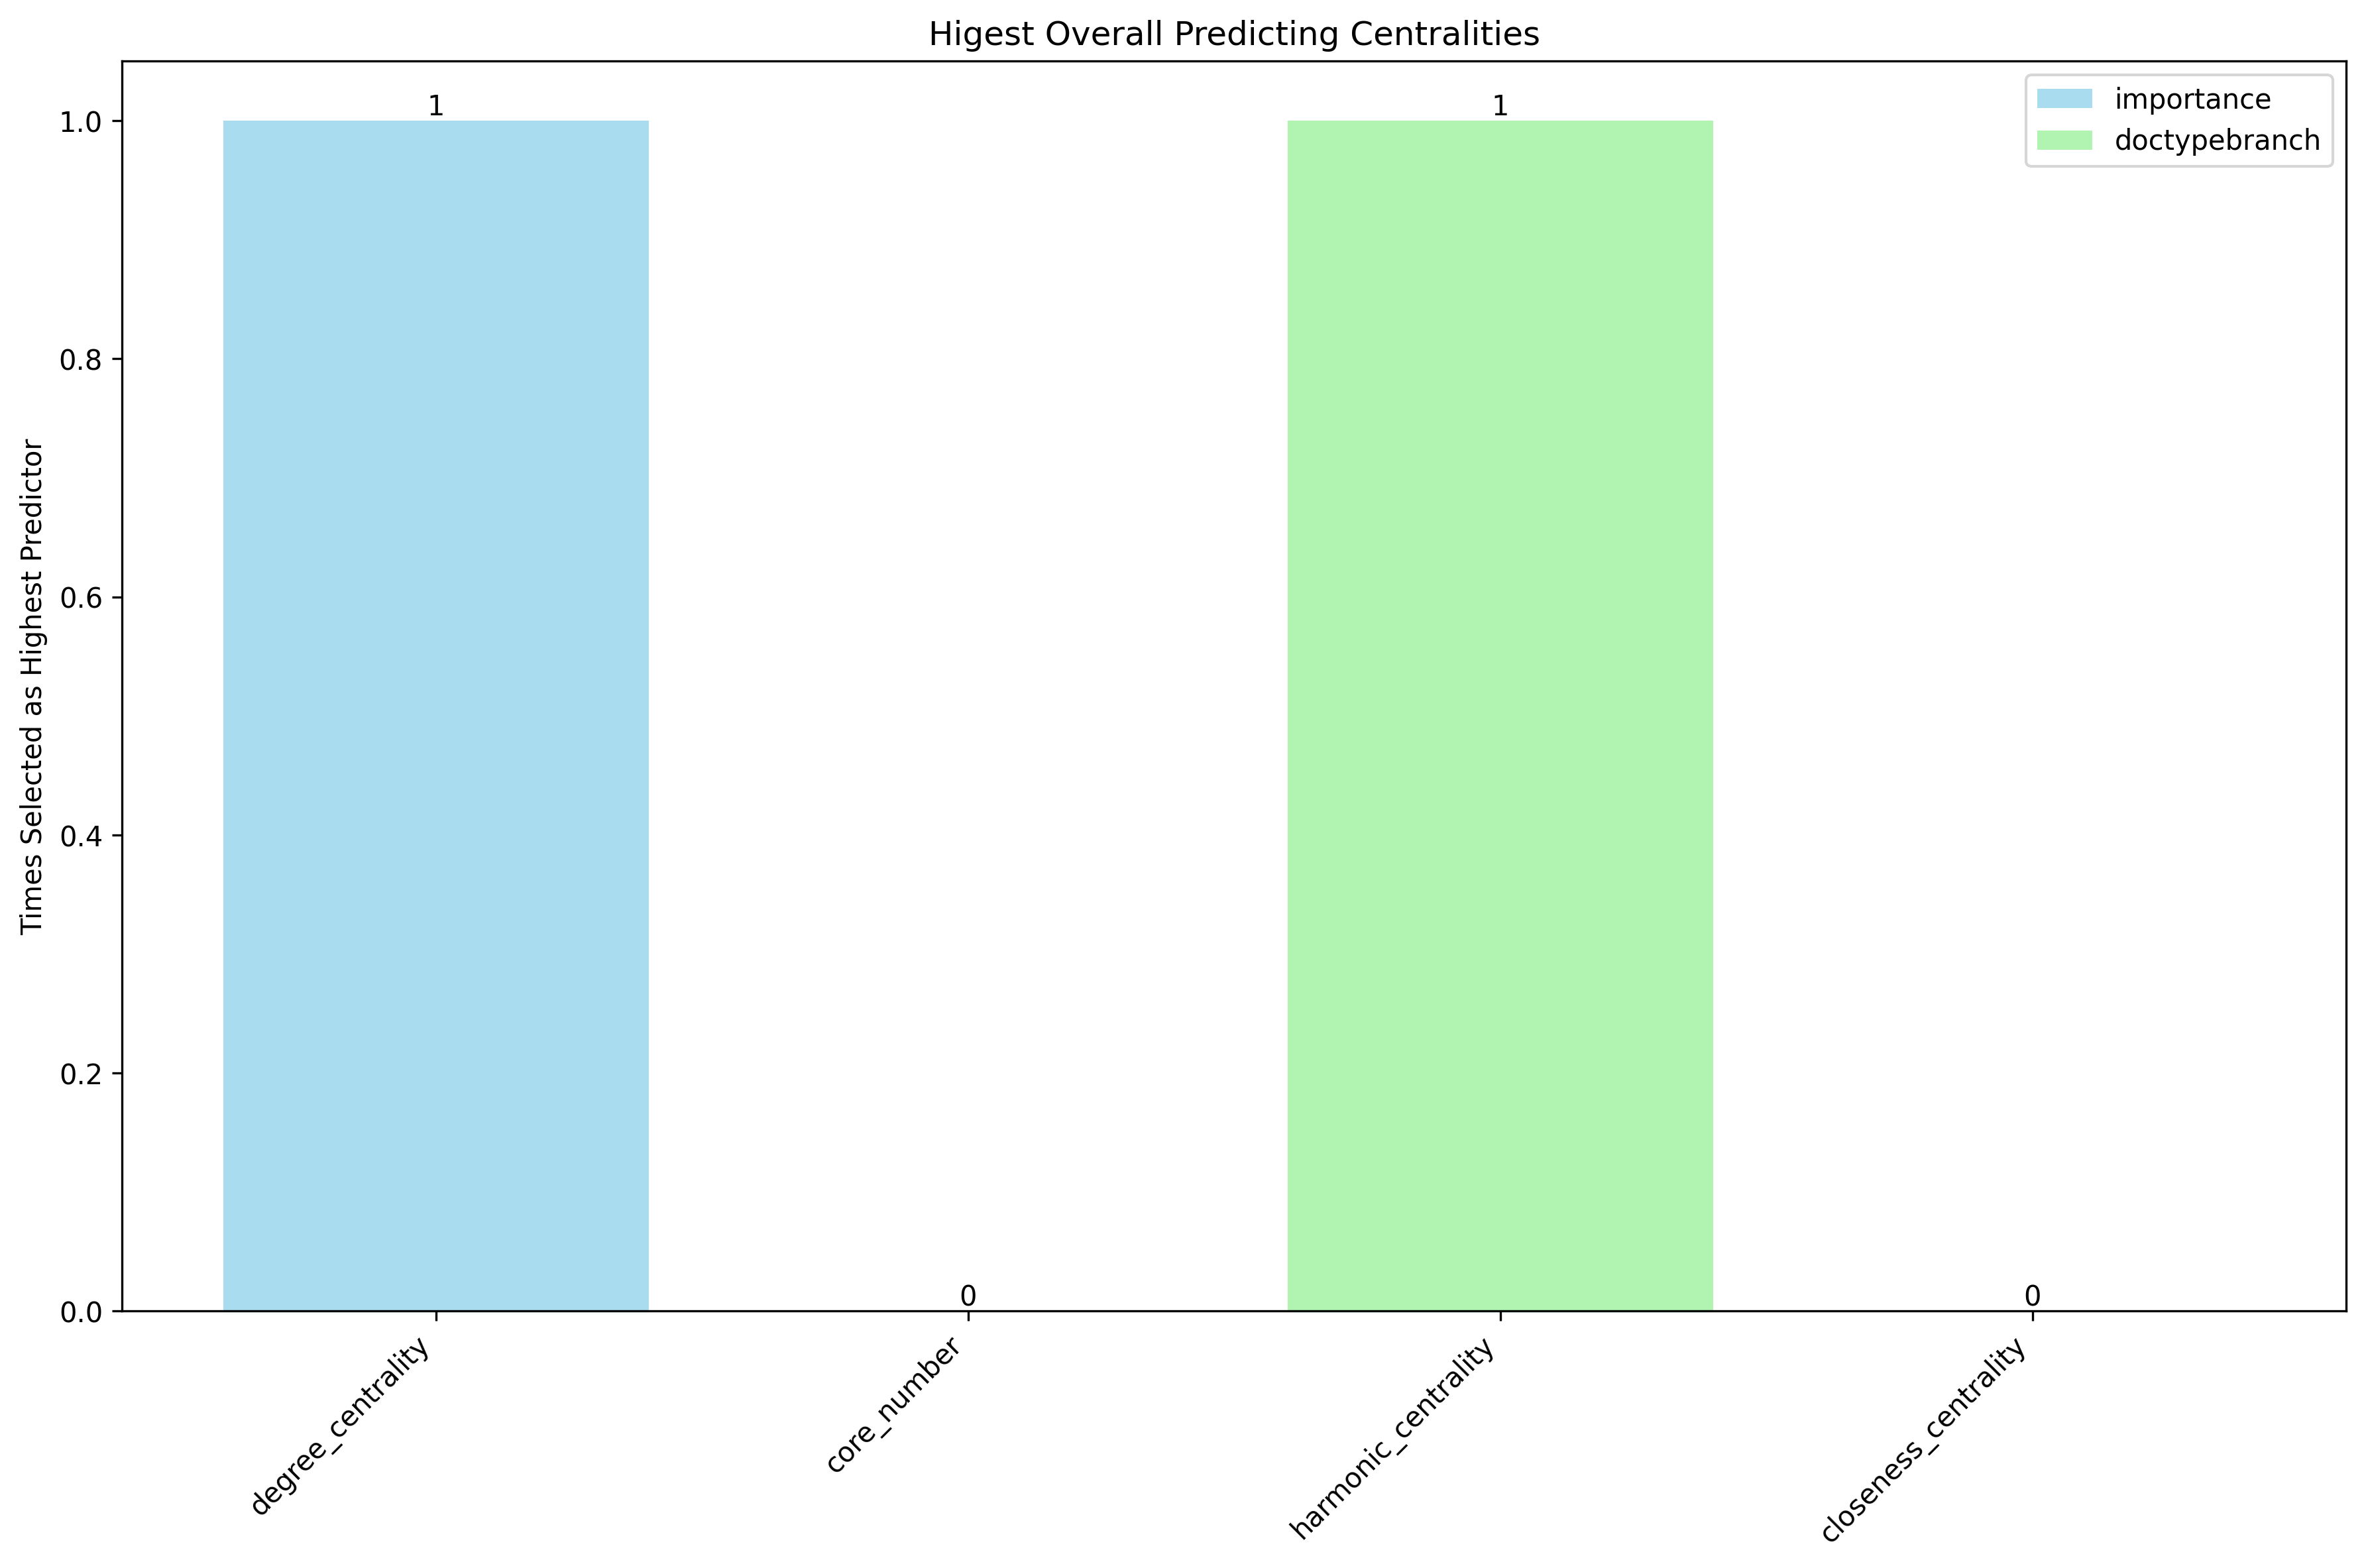 Higest Overall Predicting Centralities
importance
doctypebranch
Times Selected as Highest Predictor
1.0
0.8
0.6
0.4
0.2
0.0
1
0
1
0
degree_centrality
core_number
harmonic_centrality
closeness_centrality